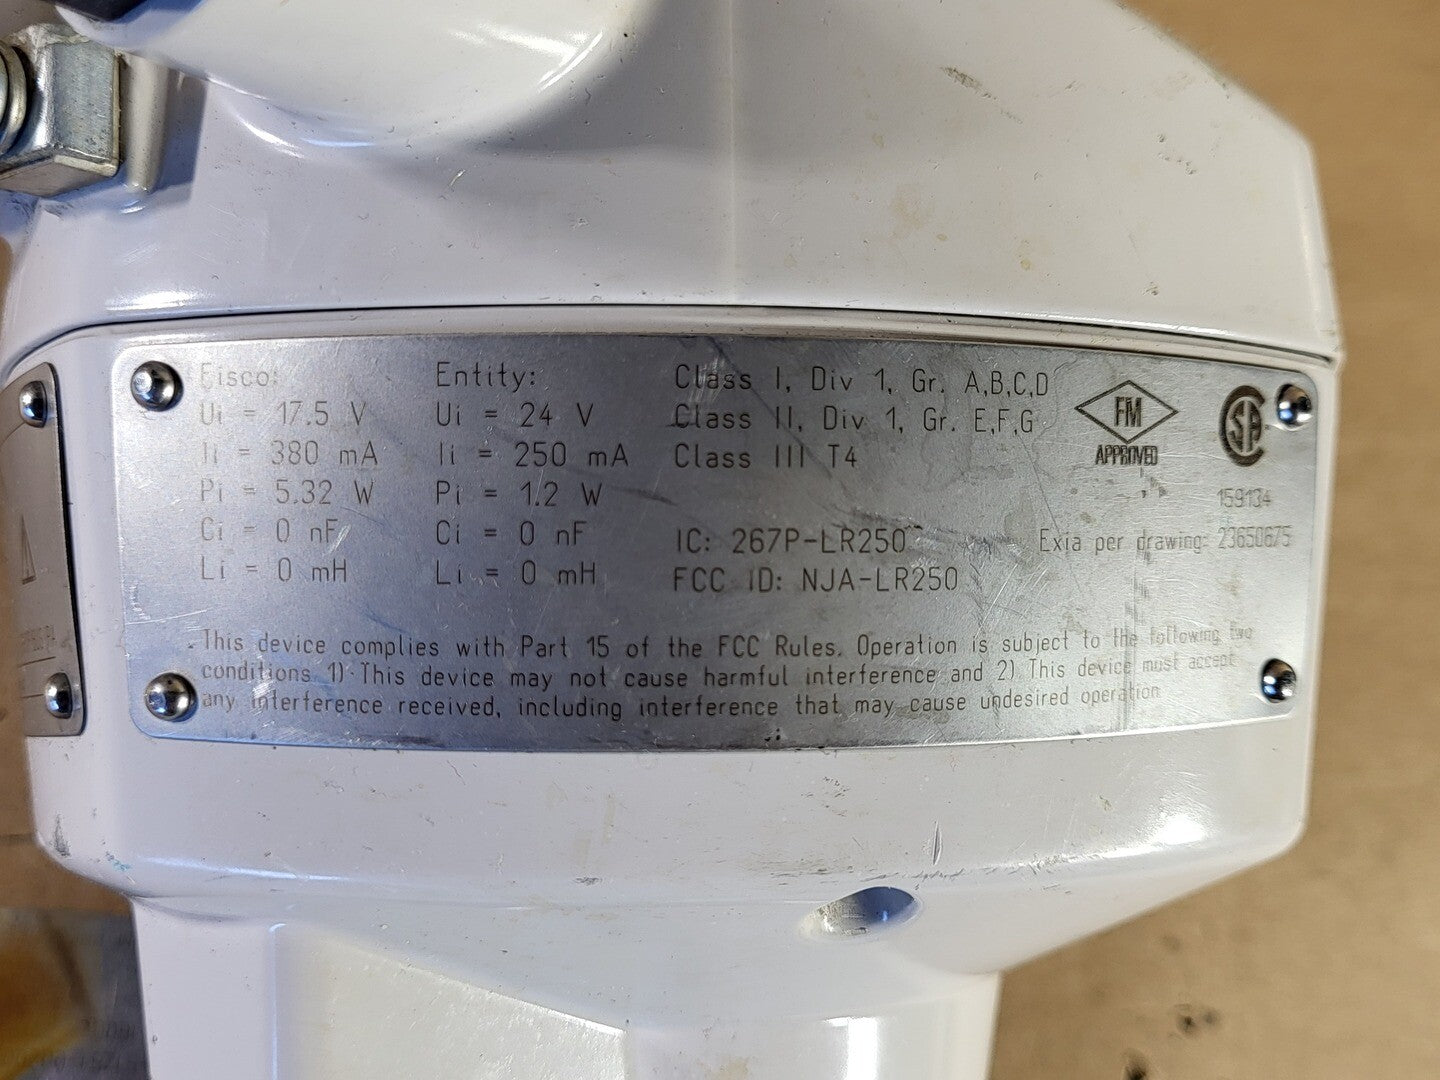 Fisco:
Ui = 17.5 V
Ii = 380 mA
Pi = 5.32 W
Ci = 0 nF
Li = 0 mH
Entity:
Ui = 24 V
Ii = 250 mA
Pi = 1.2 W
Ci = 0 nF
Li = 0 mH
Class I, Div 1, Gr. A,B,C,D
Class II, Div 1, Gr. E,F,G
Class III T4
IC: 267P-LR250
FCC ID: NJA-LR250
FM
APPROVED
CSA
159134
Exia per drawing: 23650675
This device complies with Part 15 of the FCC Rules. Operation is subject to the following two
conditions 1) This device may not cause harmful interference and 2) This device must accept
any interference received, including interference that may cause undesired operation